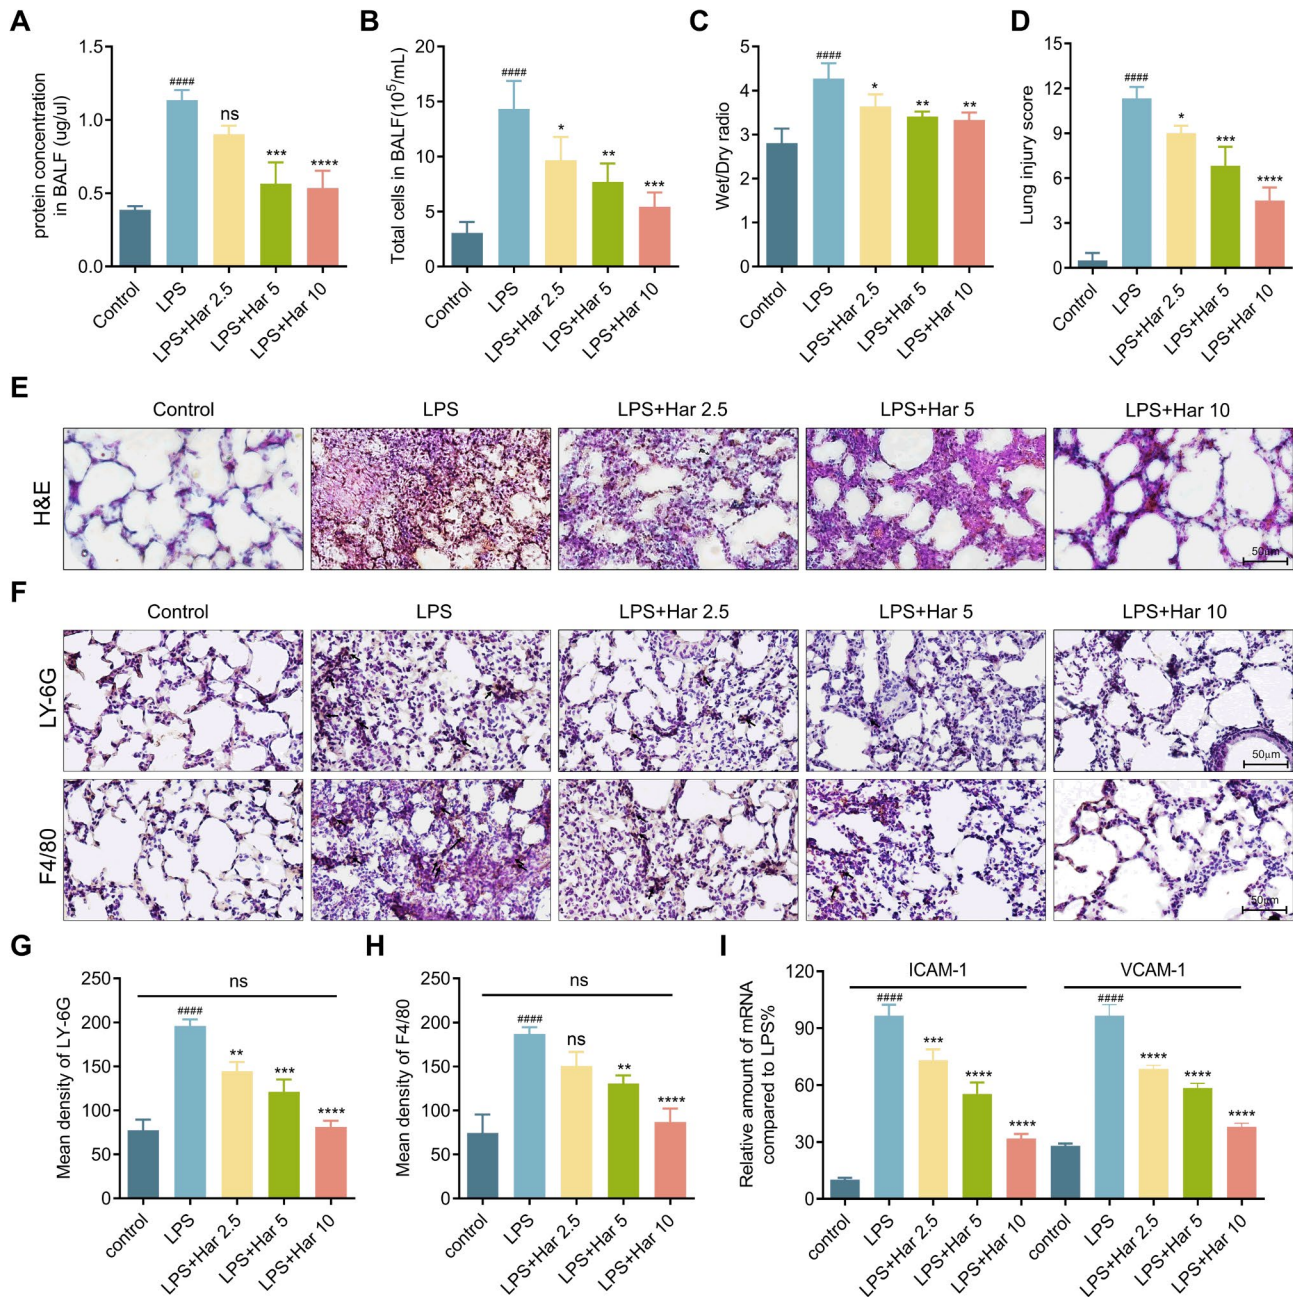 A
protein concentration
in BALF (ug/ul)
1.5
1.0
0.5
0.0
####
ns
***
****
Control
LPS
LPS+Har 2.5
LPS+Har 5
LPS+Har 10
B
Total cells in BALF(10⁵/mL)
20
15
10
5
0
####
*
**
***
Control
LPS
LPS+Har 2.5
LPS+Har 5
LPS+Har 10
C
Wet/Dry radio
5
4
3
2
1
0
####
*
**
**
Control
LPS
LPS+Har 2.5
LPS+Har 5
LPS+Har 10
D
Lung injury score
15
12
9
6
3
0
####
*
***
****
Control
LPS
LPS+Har 2.5
LPS+Har 5
LPS+Har 10
E
Control
LPS
LPS+Har 2.5
LPS+Har 5
LPS+Har 10
H&E
50μm
F
Control
LPS
LPS+Har 2.5
LPS+Har 5
LPS+Har 10
LY-6G
50μm
F4/80
50μm
G
Mean density of LY-6G
250
200
150
100
50
0
ns
####
**
***
****
control
LPS
LPS+Har 2.5
LPS+Har 5
LPS+Har 10
H
Mean density of F4/80
250
200
150
100
50
0
ns
####
ns
**
****
control
LPS
LPS+Har 2.5
LPS+Har 5
LPS+Har 10
I
Relative amount of mRNA
compared to LPS%
120
90
60
30
0
ICAM-1
VCAM-1
####
***
****
****
####
****
****
****
control
LPS
LPS+Har 2.5
LPS+Har 5
LPS+Har 10
control
LPS
LPS+Har 2.5
LPS+Har 5
LPS+Har 10